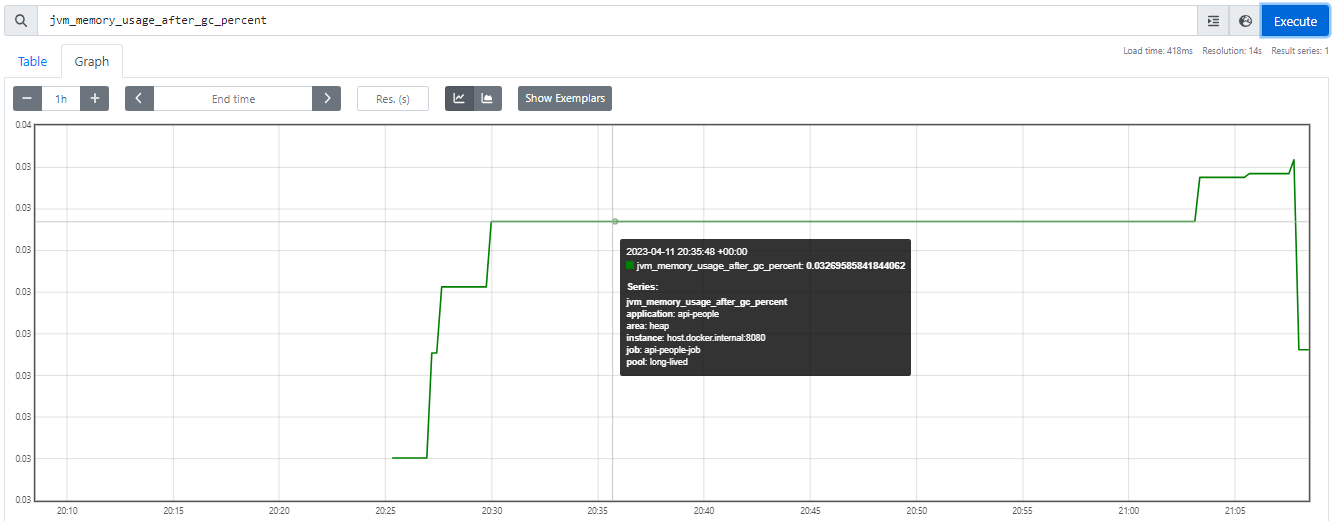 jvm_memory_usage_after_gc_percent
Execute
Load time: 418ms Resolution: 14s Result series: 1
Table Graph
1h End time Res. (s) Show Exemplars
0.04
0.03
0.03
0.03
0.03
0.03
0.03
0.03
0.03
0.03
2023-04-11 20:35:48 +00:00
jvm_memory_usage_after_gc_percent: 0.03269585841844062
Series:
jvm_memory_usage_after_gc_percent
application: api-people
area: heap
instance: host.docker.internal:8080
job: api-people-job
pool: long-lived
20:10 20:15 20:20 20:25 20:30 20:35 20:40 20:45 20:50 20:55 21:00 21:05